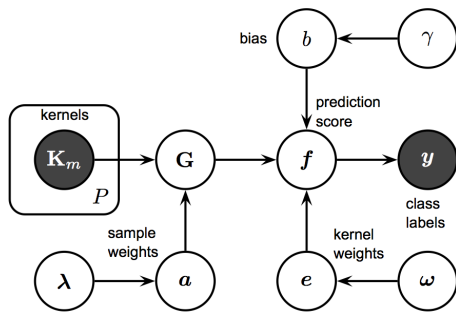 bias
b
γ
kernels
prediction
score
K_m
G
f
y
P
class
labels
sample
weights
kernel
weights
λ
a
e
ω